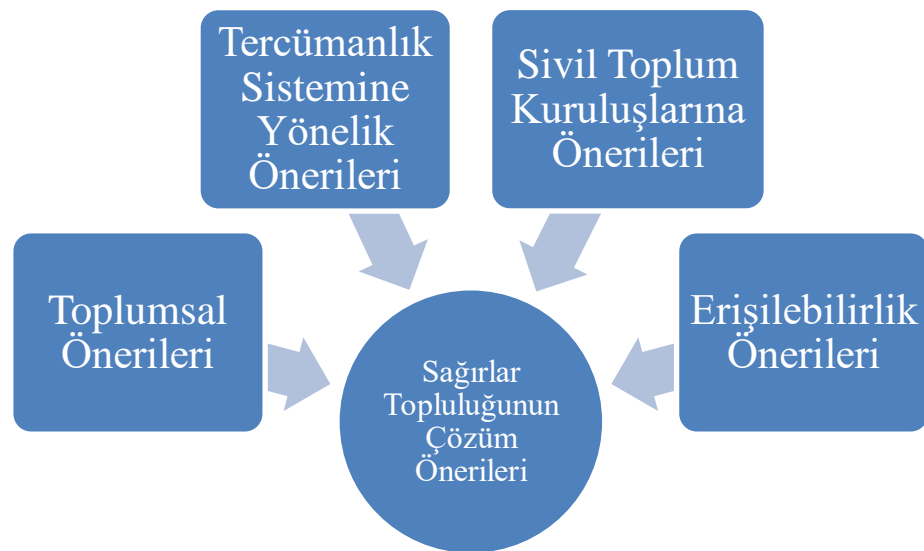 Tercümanlık
Sistemine
Yönelik
Önerileri
Sivil Toplum
Kuruluşlarına
Önerileri
Toplumsal
Önerileri
Erişilebilirlik
Önerileri
Sağırlar
Topluluğunun
Çözüm
Önerileri